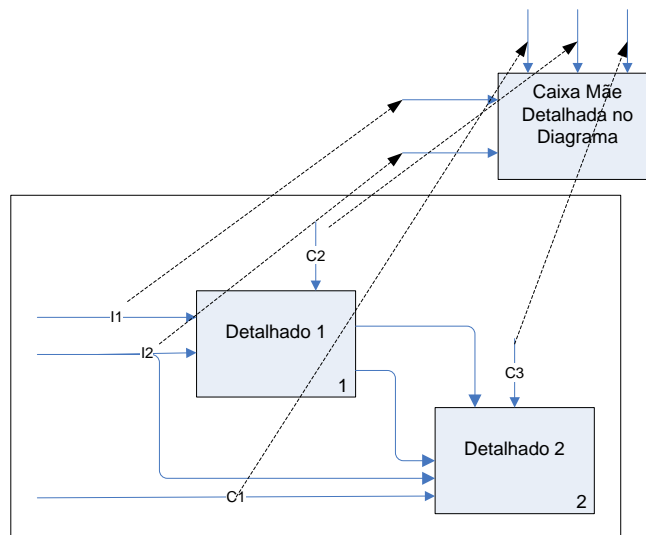 Caixa Mãe
Detalhada no
Diagrama
C2
I1
Detalhado 1
I2
1
C3
Detalhado 2
C1
2